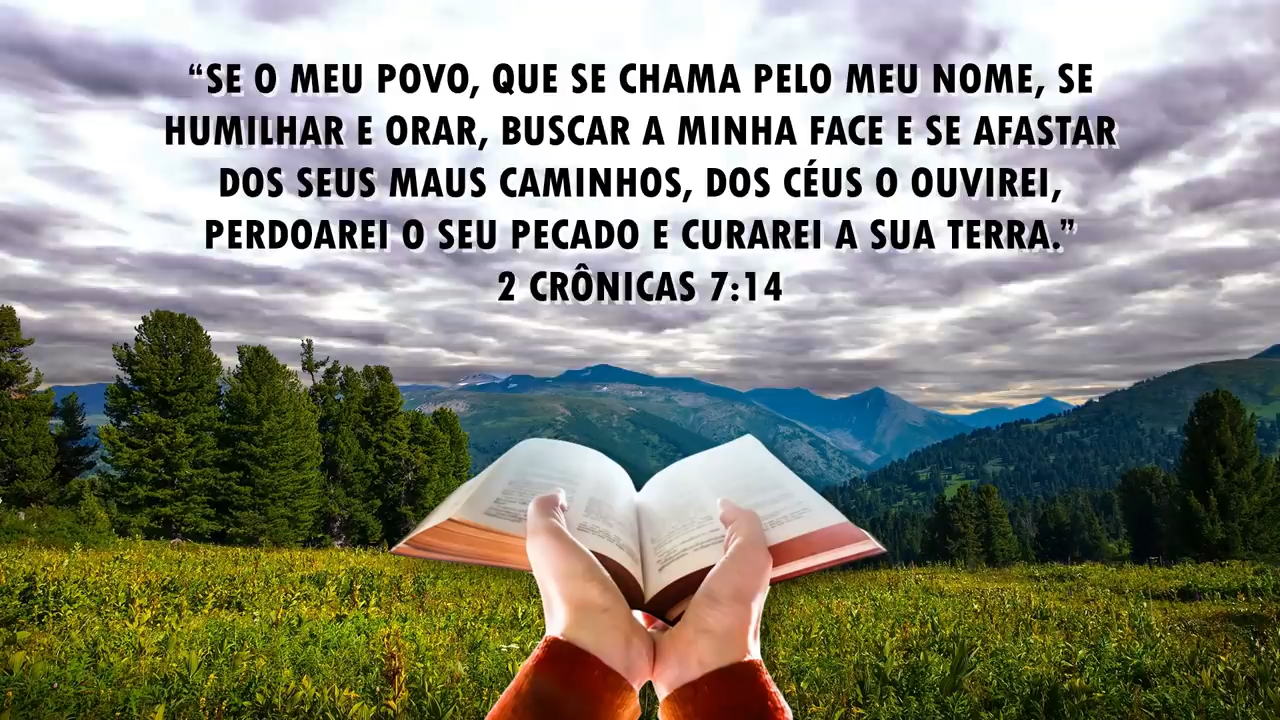 “SE O MEU POVO, QUE SE CHAMA PELO MEU NOME, SE
HUMILHAR E ORAR, BUSCAR A MINHA FACE E SE AFASTAR
DOS SEUS MAUS CAMINHOS, DOS CÉUS O OUVIREI,
PERDOAREI O SEU PECADO E CURAREI A SUA TERRA.”
2 CRÔNICAS 7:14